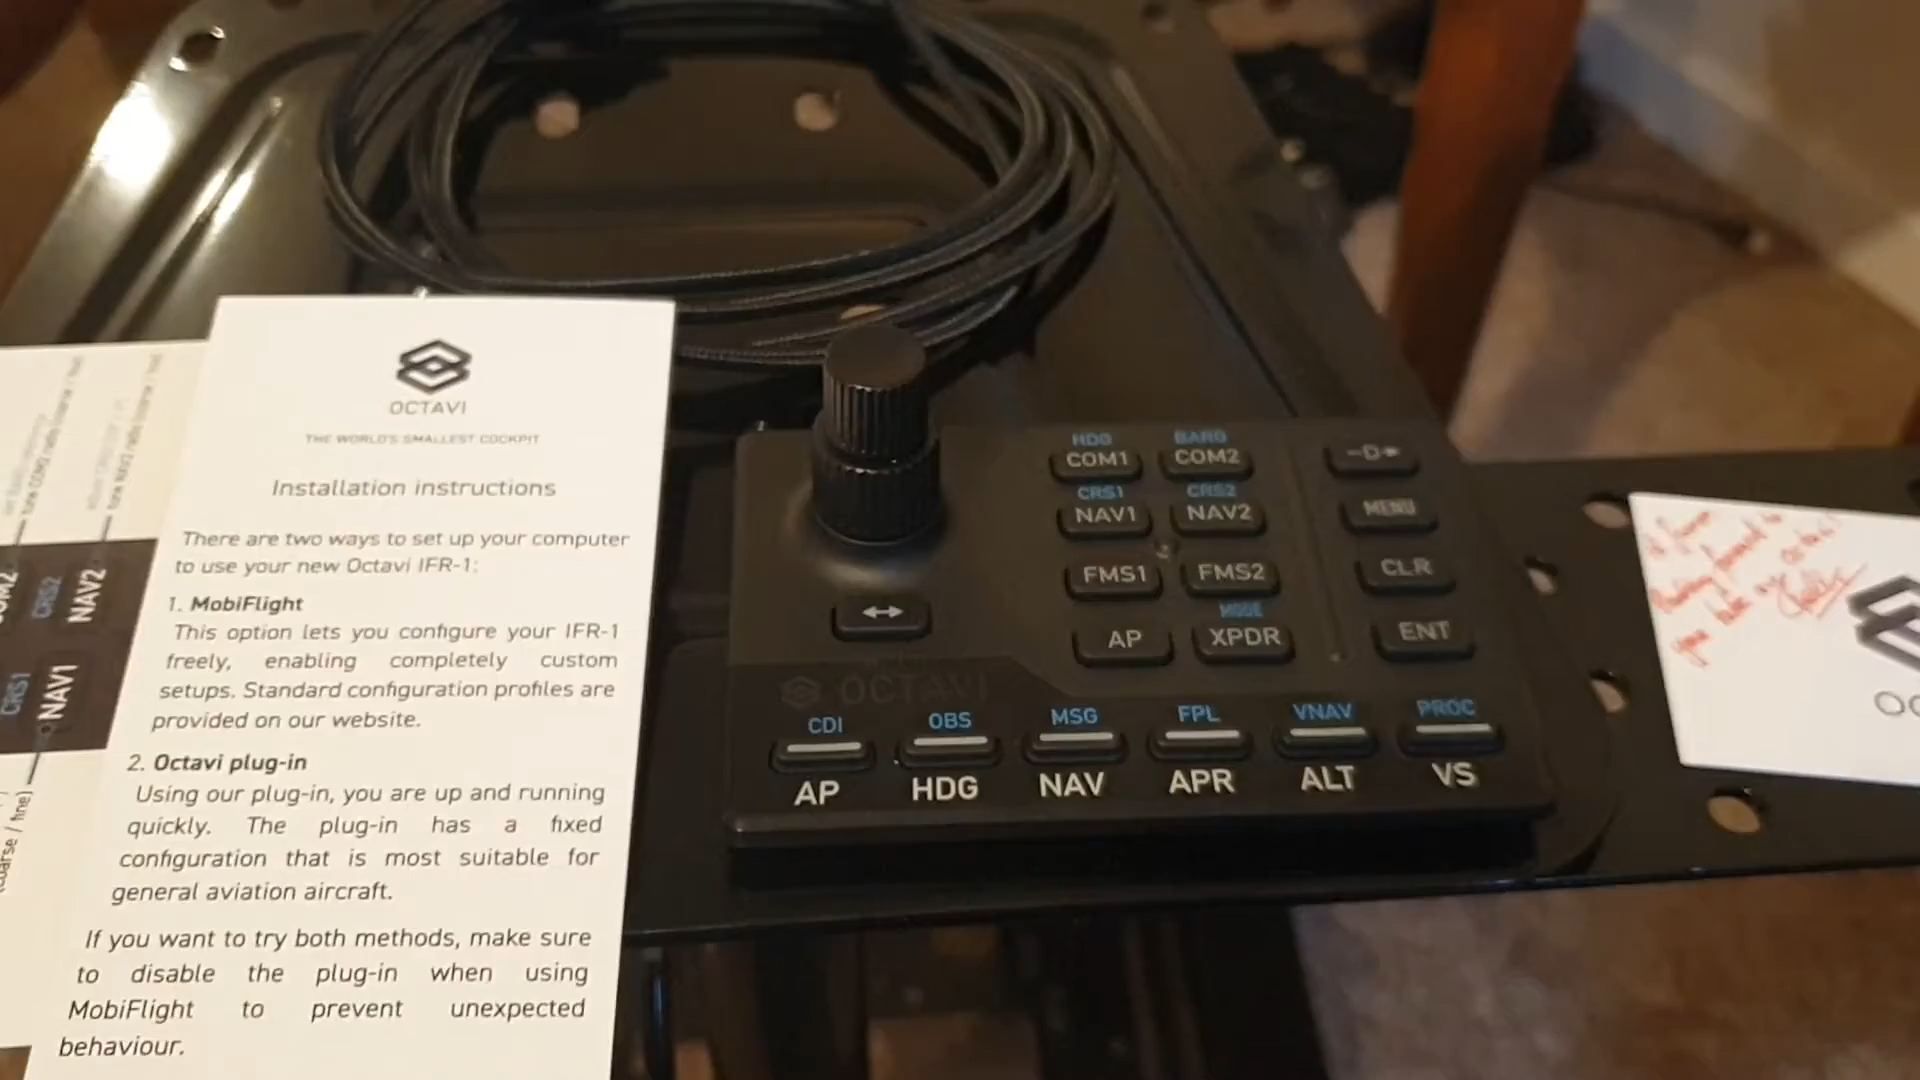 OCTAVI
THE WORLD'S SMALLEST COCKPIT
Installation instructions
There are two ways to set up your computer
to use your new Octavi IFR-1:
1. MobiFlight
This option lets you configure your IFR-1
freely, enabling completely custom
setups. Standard configuration profiles are
provided on our website.
2. Octavi plug-in
Using our plug-in, you are up and running
quickly. The plug-in has a fixed
configuration that is most suitable for
general aviation aircraft.
If you want to try both methods, make sure
to disable the plug-in when using
MobiFlight to prevent unexpected
behaviour.
CRS2
NAV2
CRS1
NAV1
HDG BARO
COM1 COM2
CRS1 CRS2
NAV1 NAV2
FMS1 FMS2
MODE
AP XPDR
D
MENU
CLR
ENT
OCTAVI
CDI OBS MSG FPL VNAV PROC
AP HDG NAV APR ALT VS